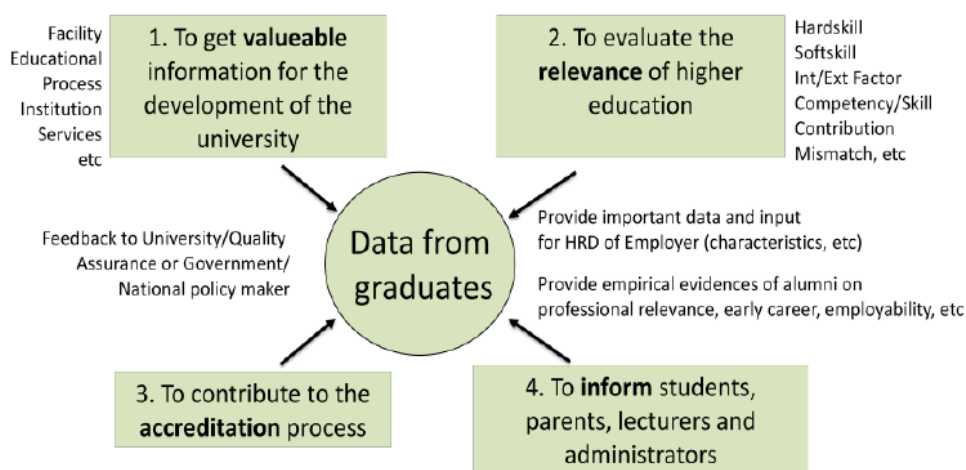 Facility
Educational
Process
Institution
Services
etc
1. To get valueable
information for the
development of the
university
2. To evaluate the
relevance of higher
education
Hardskill
Softskill
Int/Ext Factor
Competency/Skill
Contribution
Mismatch, etc
Feedback to University/Quality
Assurance or Government/
National policy maker
Data from
graduates
Provide important data and input
for HRD of Employer (characteristics, etc)
Provide empirical evidences of alumni on
professional relevance, early career, employability, etc
3. To contribute to the
accreditation process
4. To inform students,
parents, lecturers and
administrators